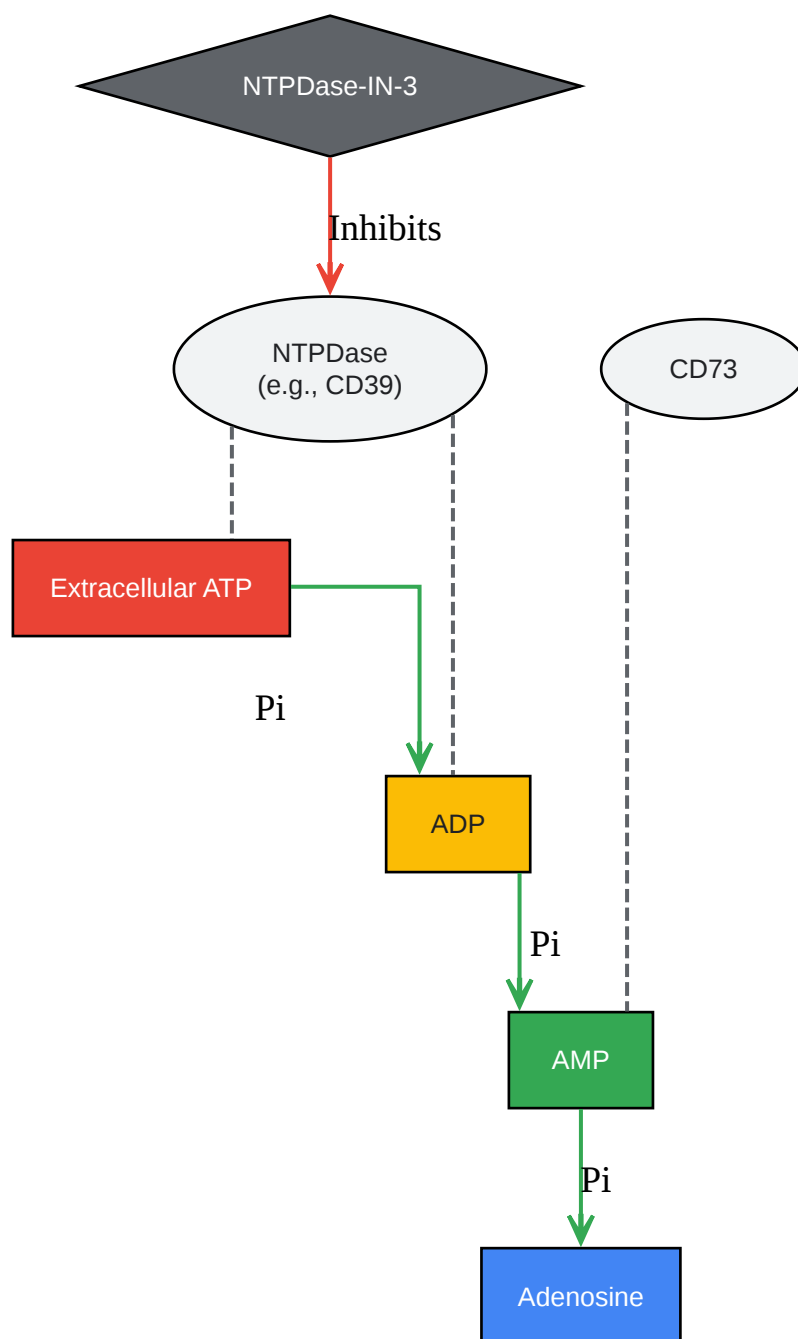 NTPDase-IN-3
Inhibits
NTPDase
(e.g., CD39)
CD73
Extracellular ATP
Pi
ADP
Pi
AMP
Pi
Adenosine